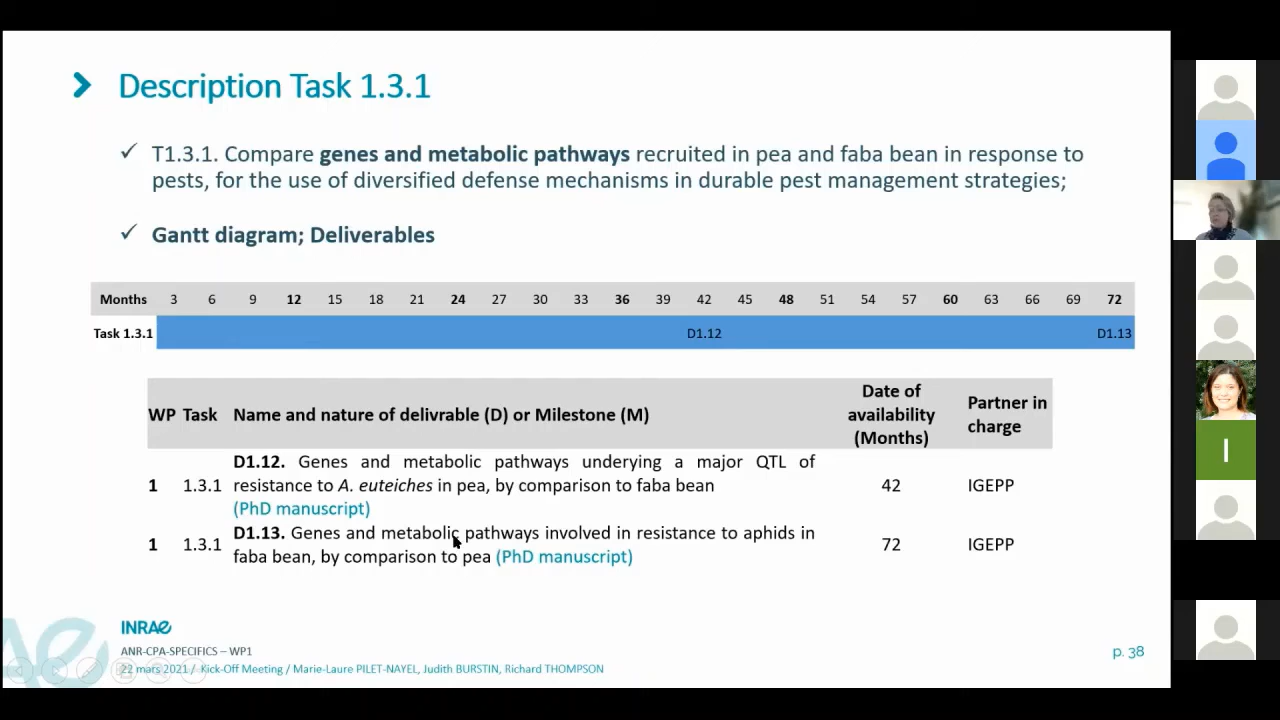 Description Task 1.3.1
✓ T1.3.1. Compare genes and metabolic pathways recruited in pea and faba bean in response to
pests, for the use of diversified defense mechanisms in durable pest management strategies;
✓ Gantt diagram; Deliverables
Months 3 6 9 12 15 18 21 24 27 30 33 36 39 42 45 48 51 54 57 60 63 66 69 72
Task 1.3.1 D1.12 D1.13
WP Task Name and nature of delivrable (D) or Milestone (M) Date of availability (Months) Partner in charge
D1.12. Genes and metabolic pathways underying a major QTL of
1 1.3.1 resistance to A. euteiches in pea, by comparison to faba bean 42 IGEPP
(PhD manuscript)
D1.13. Genes and metabolic pathways involved in resistance to aphids in
1 1.3.1 faba bean, by comparison to pea (PhD manuscript) 72 IGEPP
INRAE
ANR-CPA-SPECIFICS – WP1
22 mars 2021 / Kick-Off Meeting / Marie-Laure PILET-NAYEL, Judith BURSTIN, Richard THOMPSON
p. 38
I